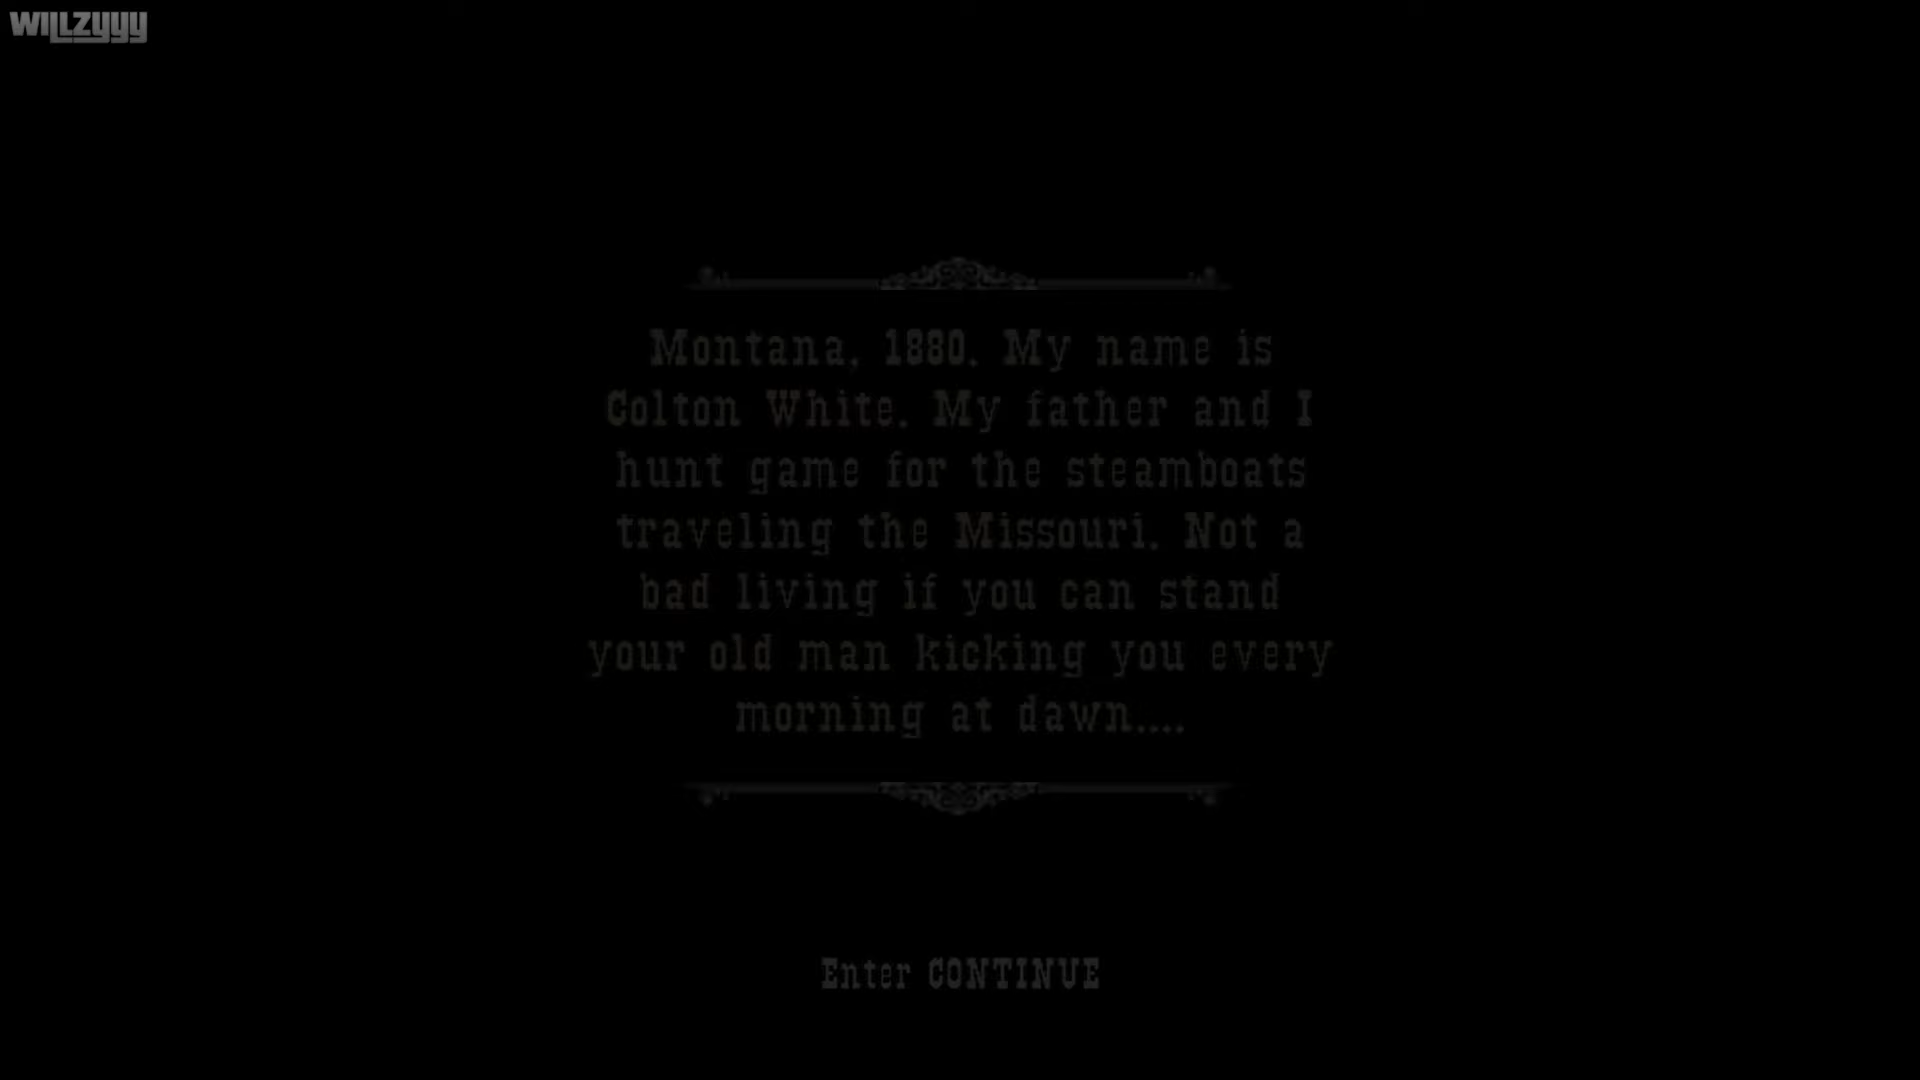 WILLZYYY
Montana, 1880. My name is
Colton White. My father and I
hunt game for the steamboats
traveling the Missouri. Not a
bad living if you can stand
your old man kicking you every
morning at dawn....
Enter CONTINUE